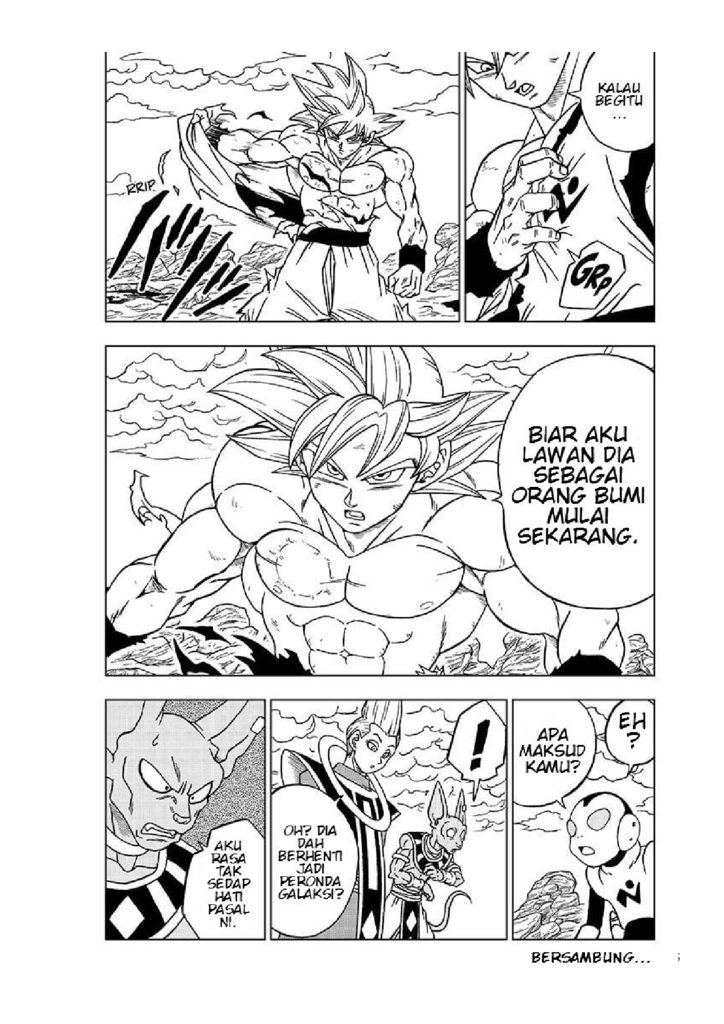 KALAU
BEGITU
...
GRP
RRIP
BIAR AKU
LAWAN DIA
SEBAGAI
ORANG BUMI
MULAI
SEKARANG.
EH
?
APA
MAKSUD
KAMU?
!
OH? DIA
DAH
BERHENTI
JADI
PERONDA
GALAKSI?
AKU
RASA
TAK
SEDAP
HATI
PASAL
NI.
BERSAMBUNG...